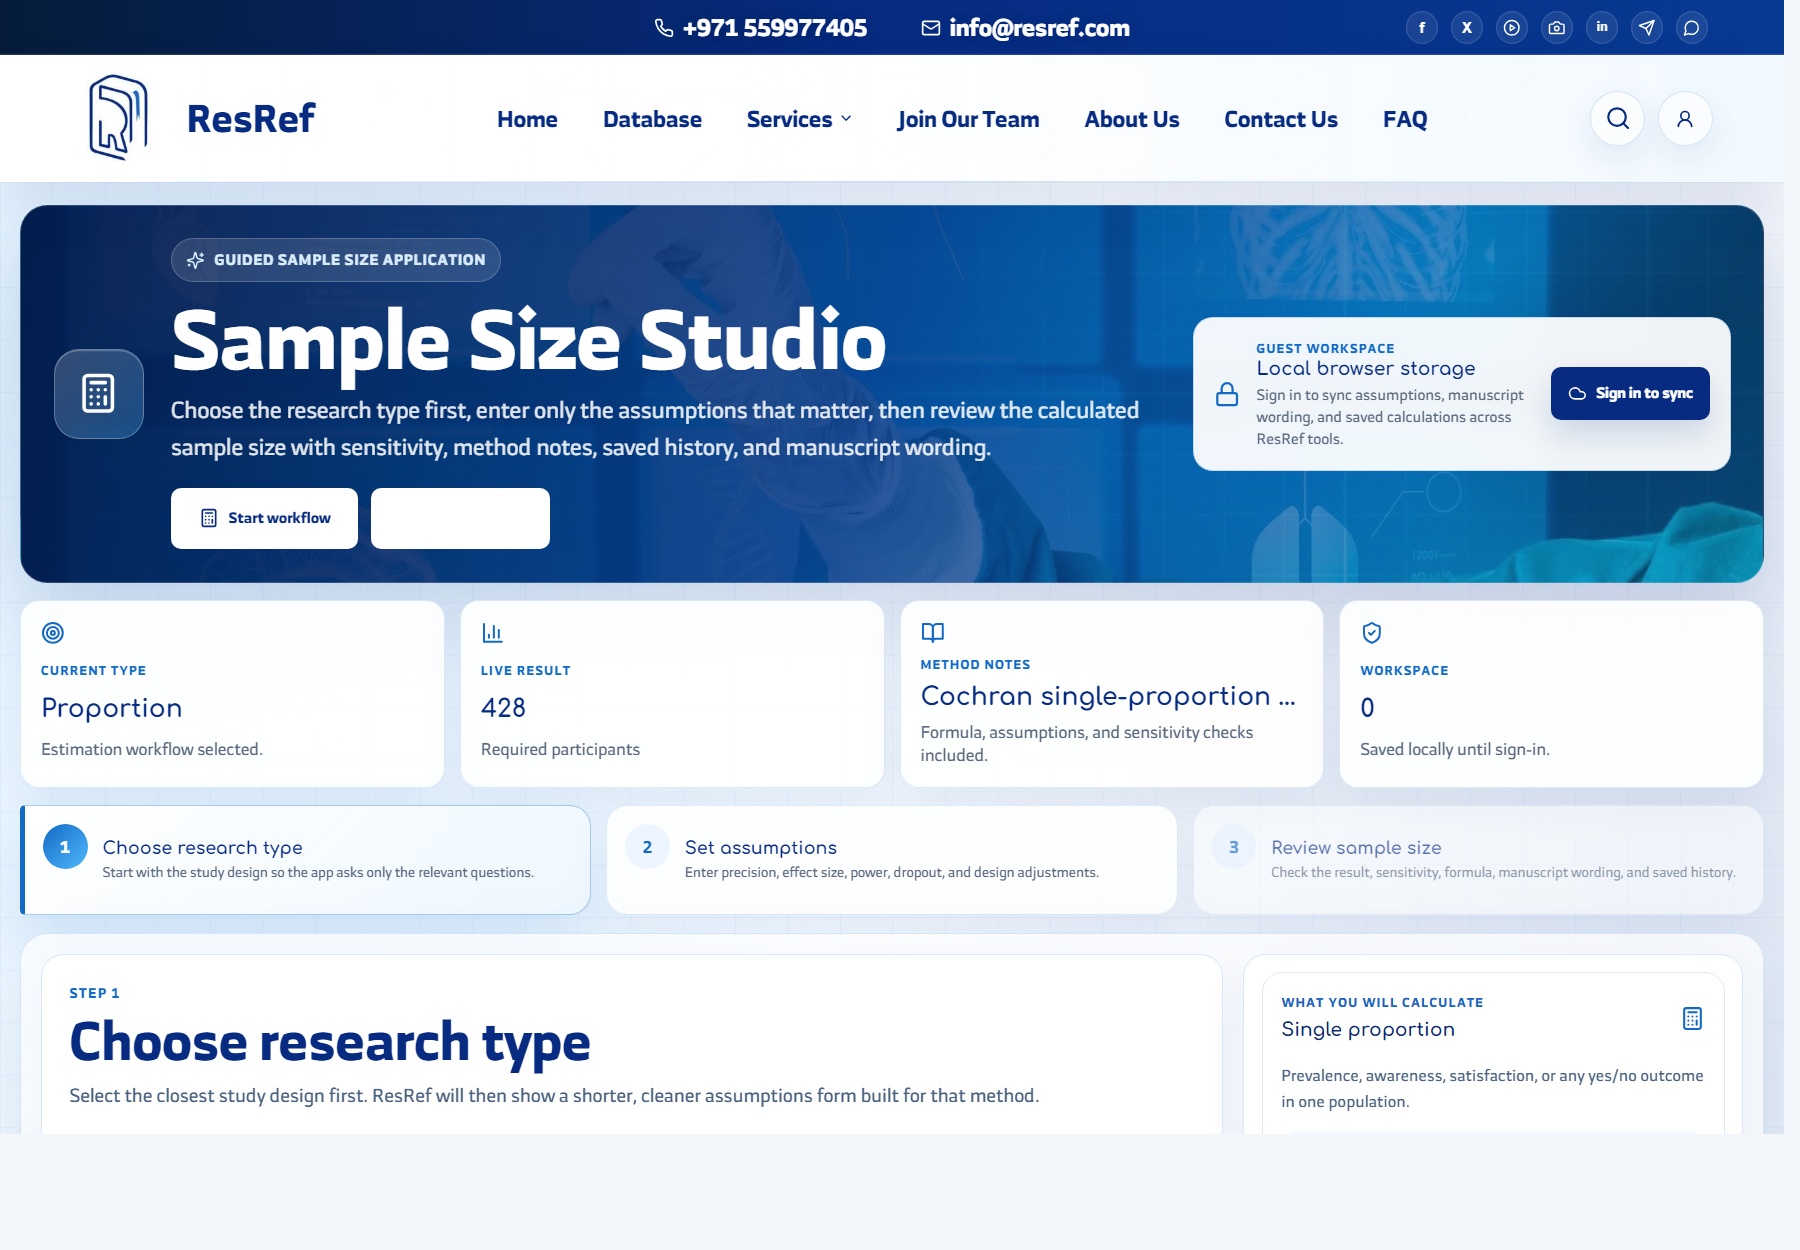 +971 559977405
info@resref.com
f X in
ResRef
Home
Database
Services
Join Our Team
About Us
Contact Us
FAQ
GUIDED SAMPLE SIZE APPLICATION
Sample Size Studio
Choose the research type first, enter only the assumptions that matter, then review the calculated
sample size with sensitivity, method notes, saved history, and manuscript wording.
Start workflow
GUEST WORKSPACE
Local browser storage
Sign in to sync assumptions, manuscript
wording, and saved calculations across
ResRef tools.
Sign in to sync
CURRENT TYPE
Proportion
Estimation workflow selected.
LIVE RESULT
428
Required participants
METHOD NOTES
Cochran single-proportion ...
Formula, assumptions, and sensitivity checks
included.
WORKSPACE
0
Saved locally until sign-in.
1
Choose research type
Start with the study design so the app asks only the relevant questions.
2
Set assumptions
Enter precision, effect size, power, dropout, and design adjustments.
3
Review sample size
Check the result, sensitivity, formula, manuscript wording, and saved history.
STEP 1
Choose research type
Select the closest study design first. ResRef will then show a shorter, cleaner assumptions form built for that method.
WHAT YOU WILL CALCULATE
Single proportion
Prevalence, awareness, satisfaction, or any yes/no outcome
in one population.